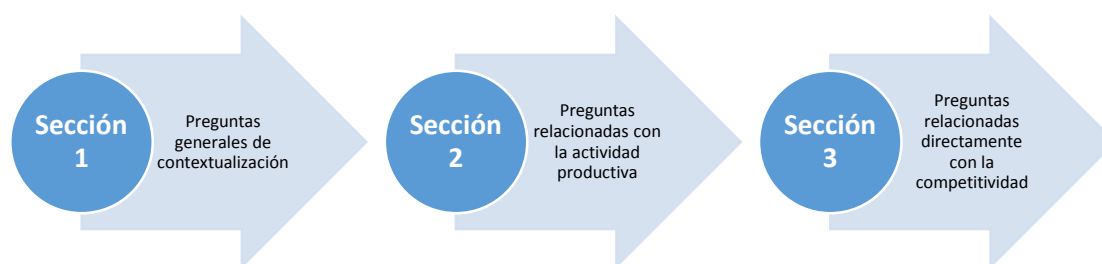 Sección
1
Preguntas
generales de
contextualización
Sección
2
Preguntas
relacionadas con
la actividad
productiva
Sección
3
Preguntas
relacionadas
directamente
con la
competitividad